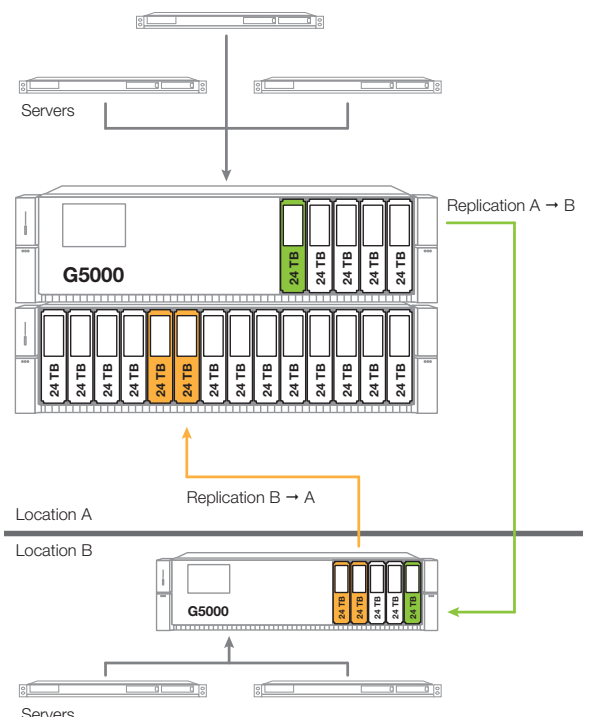 Servers
Replication A → B
G5000
24 TB 24 TB 24 TB 24 TB 24 TB
24 TB 24 TB 24 TB 24 TB 24 TB 24 TB 24 TB 24 TB 24 TB 24 TB 24 TB 24 TB 24 TB 24 TB
Replication B → A
Location A
Location B
G5000
24 TB 24 TB 24 TB 24 TB 24 TB
Servers